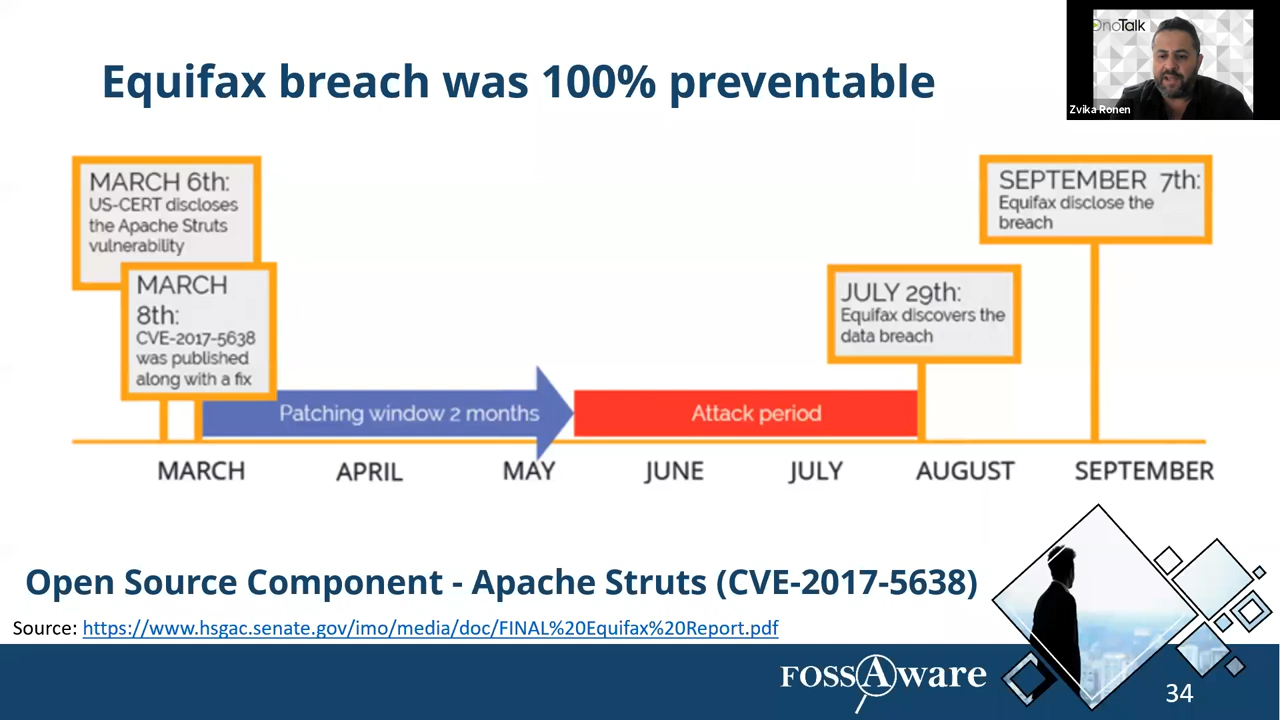 Equifax breach was 100% preventable
noTalk
Zvika Ronen
MARCH 6th:
US-CERT discloses
the Apache Struts
vulnerability
MARCH
8th:
CVE-2017-5638
was published
along with a fix
SEPTEMBER 7th:
Equifax disclose the
breach
JULY 29th:
Equifax discovers the
data breach
Patching window 2 months
Attack period
MARCH APRIL MAY JUNE JULY AUGUST SEPTEMBER
Open Source Component - Apache Struts (CVE-2017-5638)
Source: https://www.hsgac.senate.gov/imo/media/doc/FINAL%20Equifax%20Report.pdf
FOSSAware
34